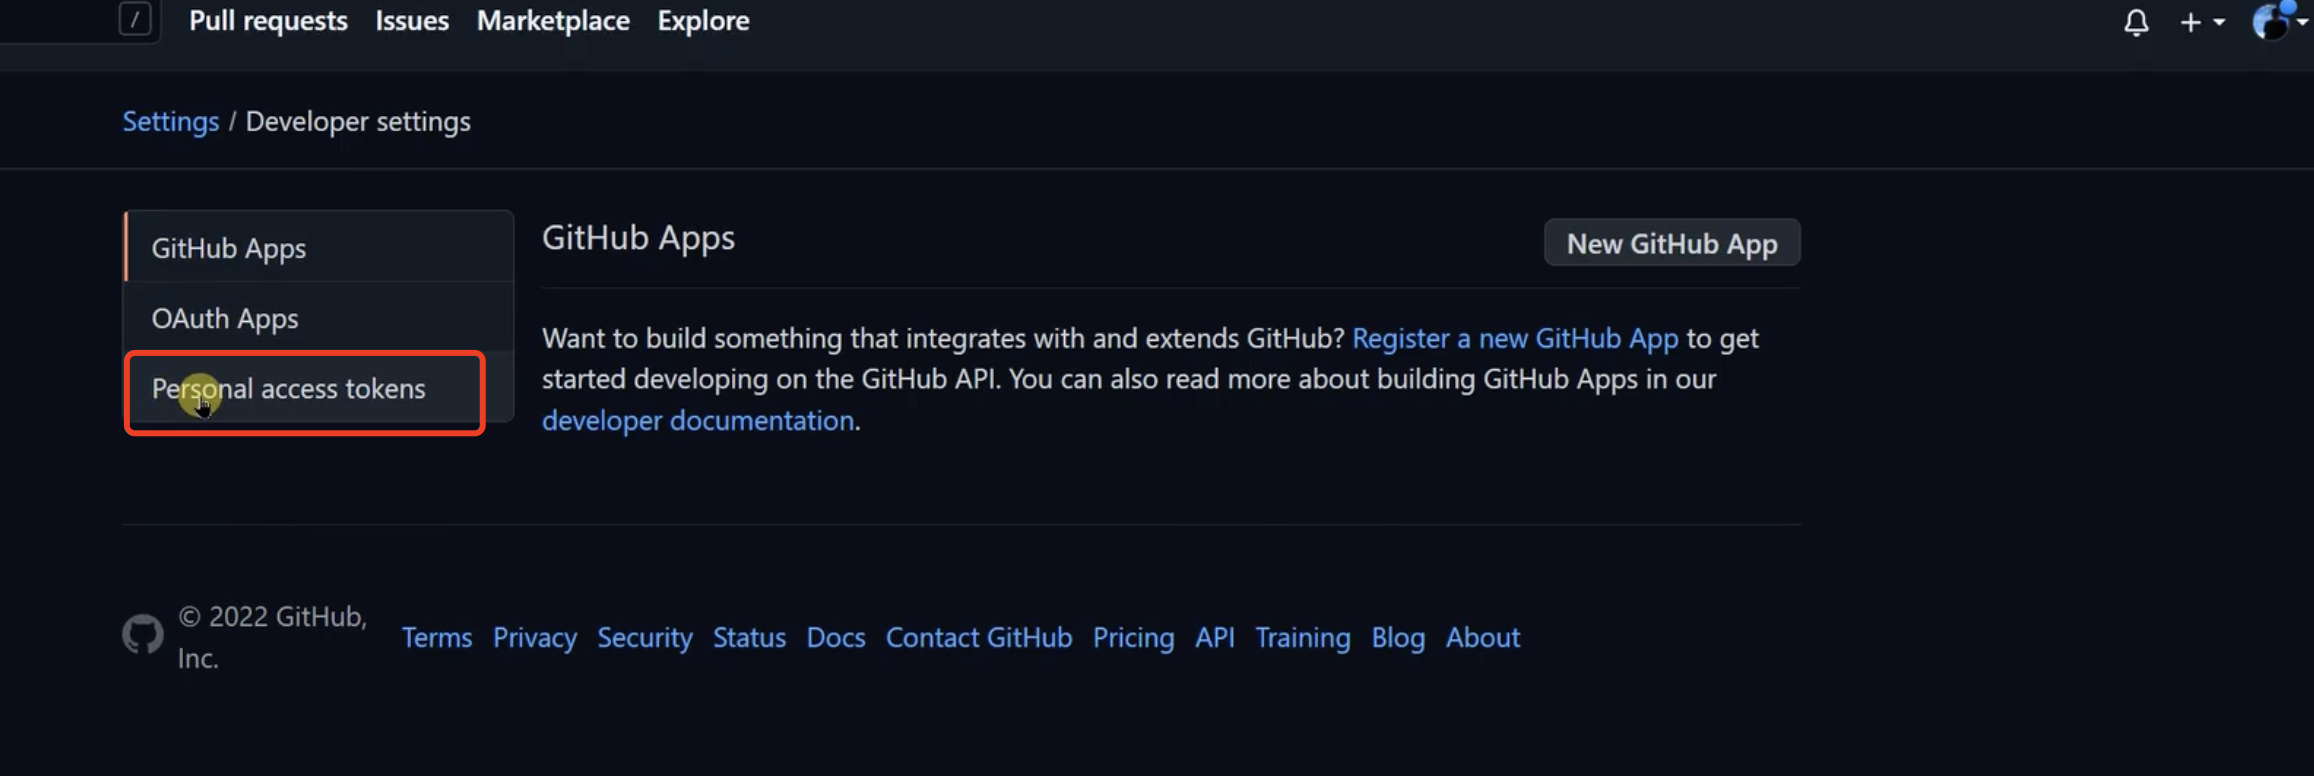 / Pull requests Issues Marketplace Explore
Settings / Developer settings
GitHub Apps
OAuth Apps
Personal access tokens
GitHub Apps
New GitHub App
Want to build something that integrates with and extends GitHub? Register a new GitHub App to get
started developing on the GitHub API. You can also read more about building GitHub Apps in our
developer documentation.
© 2022 GitHub,
Inc.
Terms Privacy Security Status Docs Contact GitHub Pricing API Training Blog About